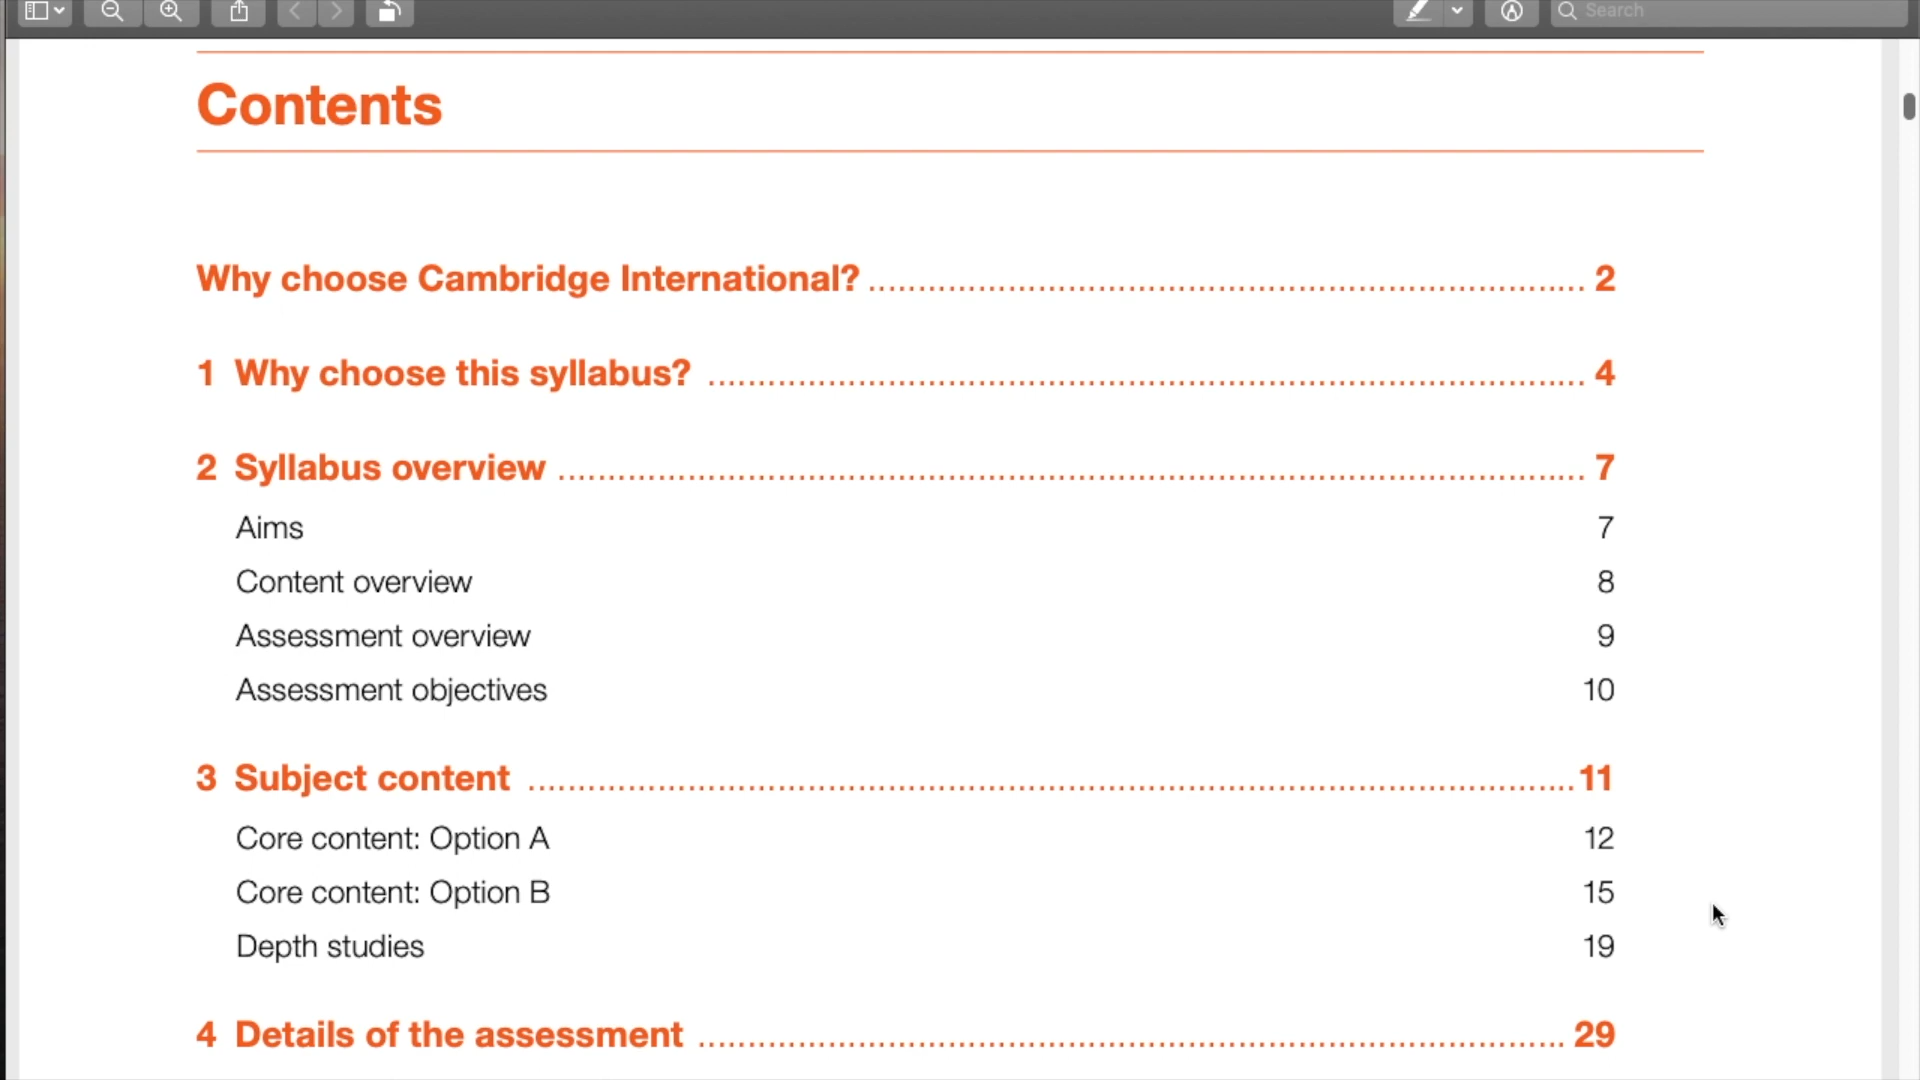 Search
Contents
Why choose Cambridge International? 2
1 Why choose this syllabus? 4
2 Syllabus overview 7
Aims 7
Content overview 8
Assessment overview 9
Assessment objectives 10
3 Subject content 11
Core content: Option A 12
Core content: Option B 15
Depth studies 19
4 Details of the assessment 29